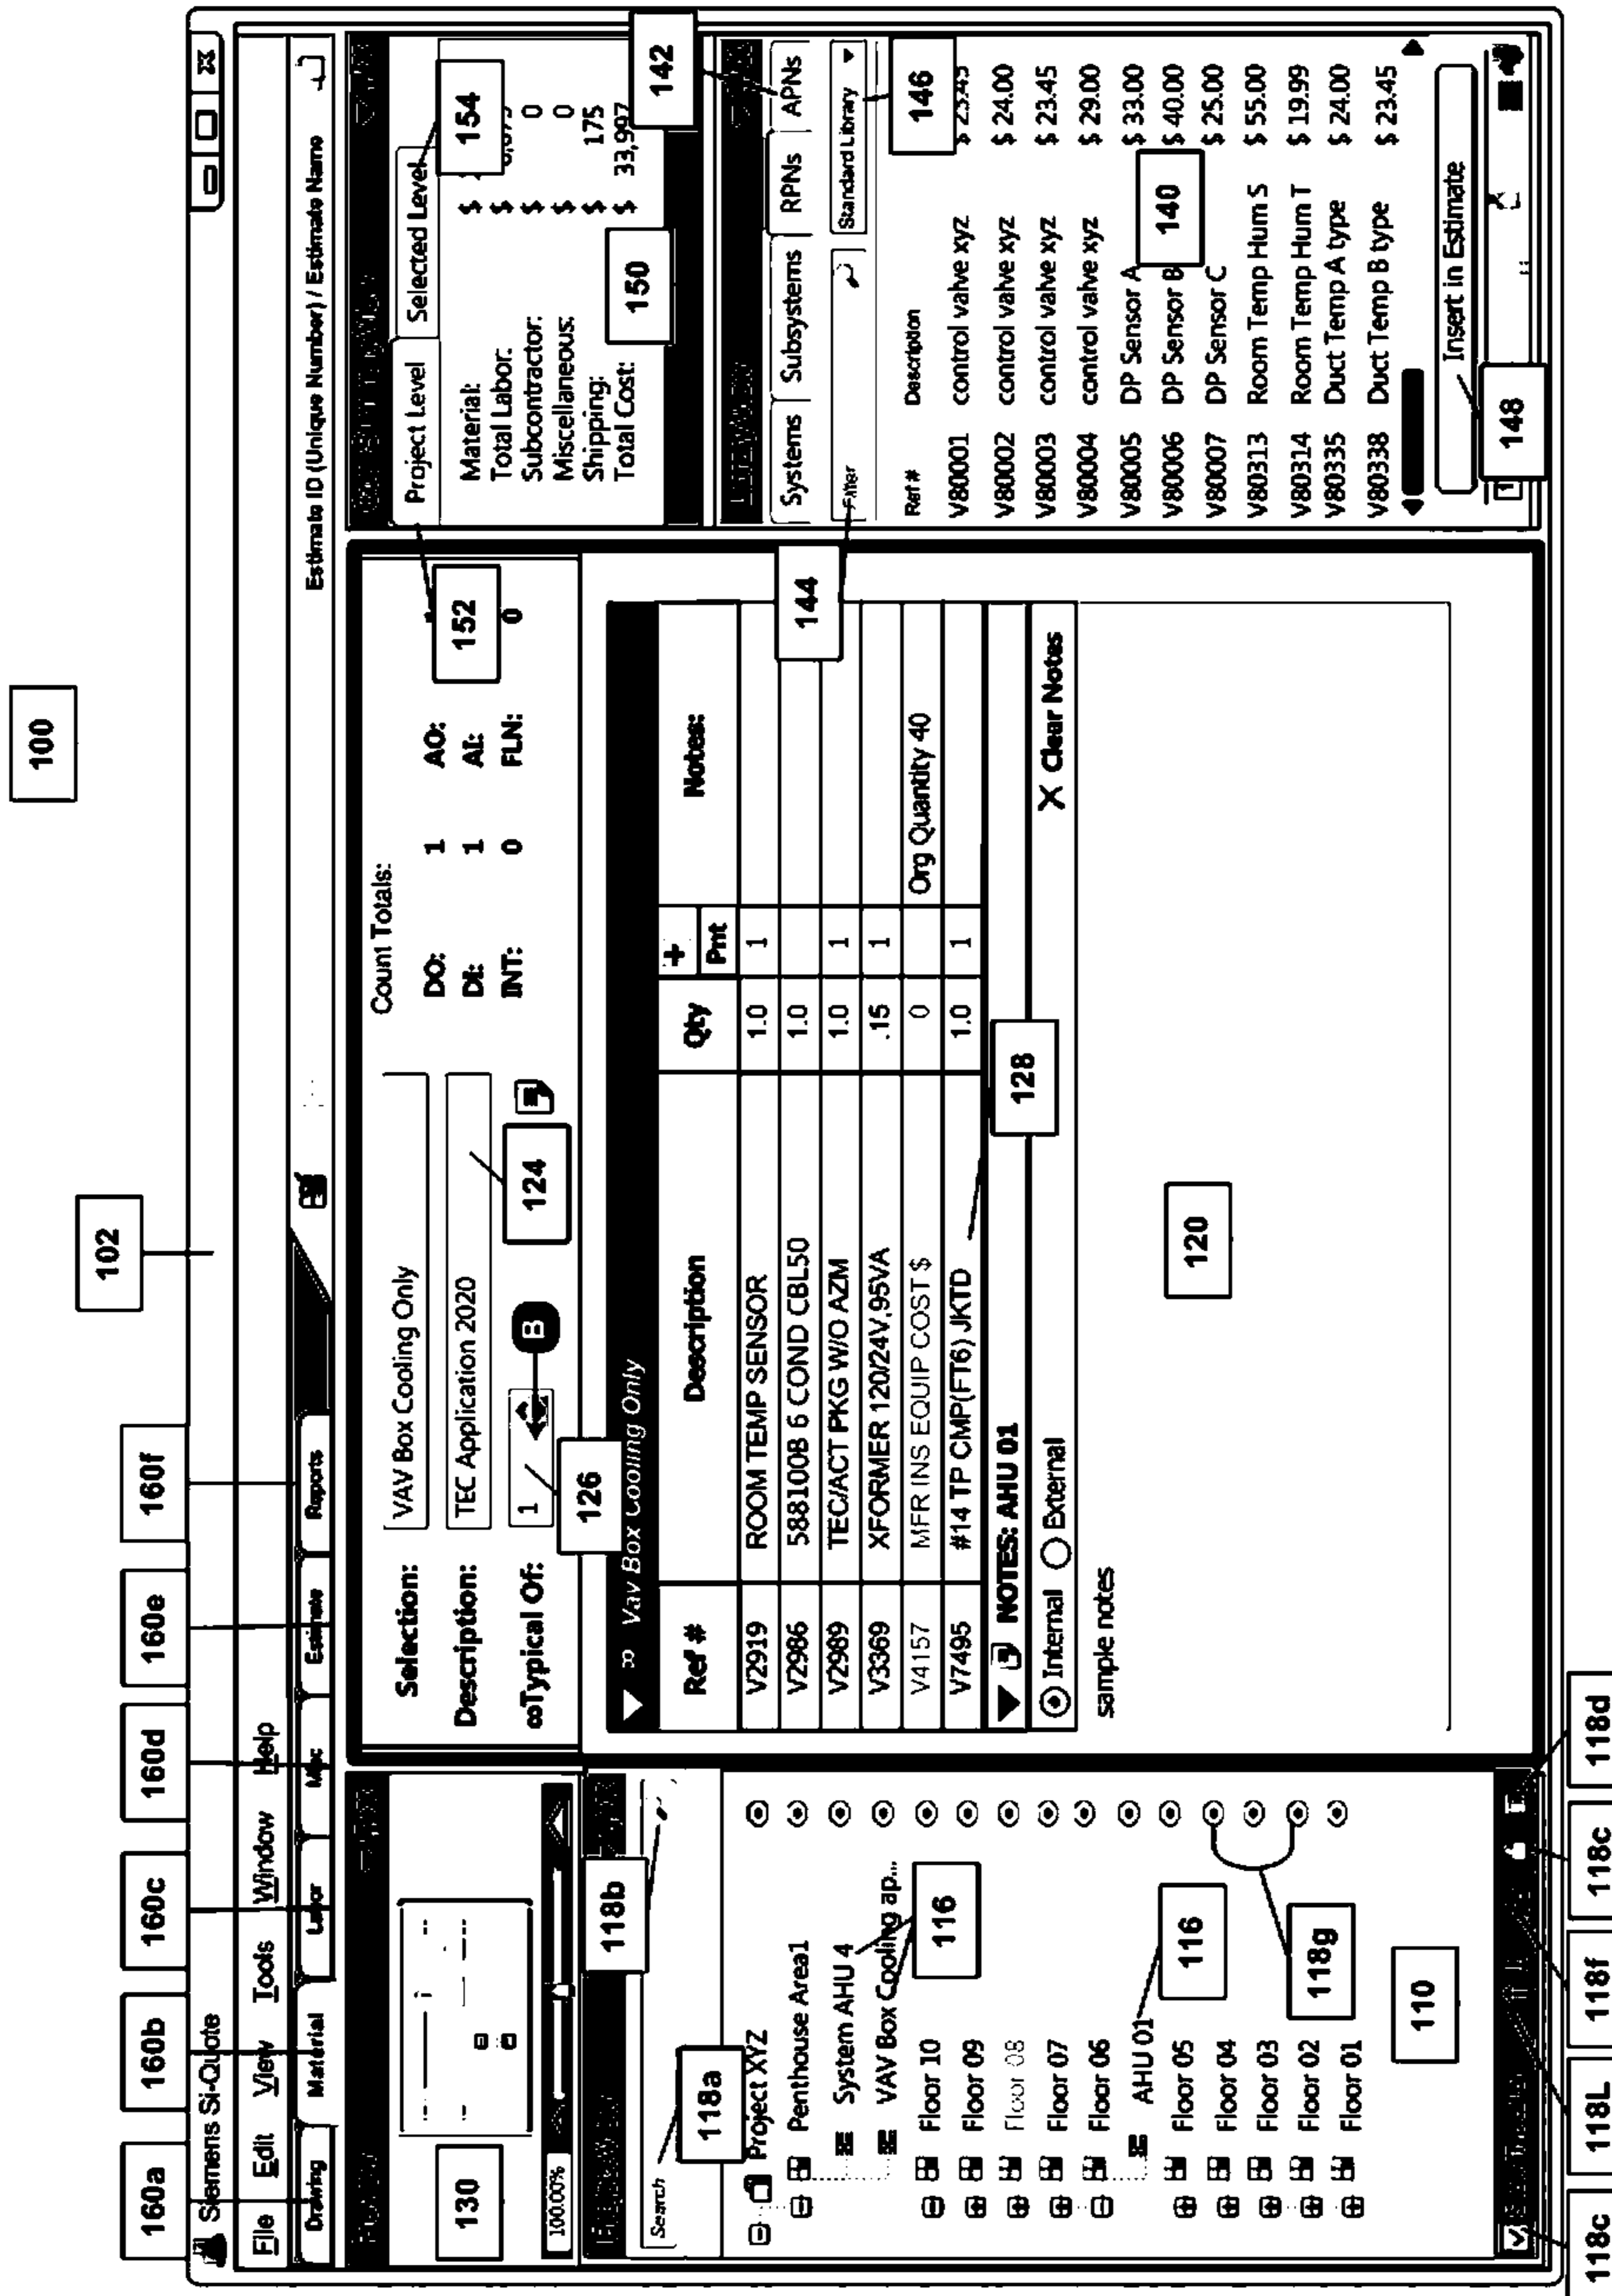 100
102
160a
160b
160c
160d
160e
160f
Siemens Si-Quote
File Edit View Tools Window Help
Drawing Material Labor Misc Estimate Reports
Estimate ID (Unique Number) / Estimate Name
130
100.00%
118b
Search
118a
Project XYZ
Penthouse Area1
System AHU 4
VAV Box Cooling ap...
116
Floor 10
Floor 09
Floor 08
Floor 07
Floor 06
AHU 01
116
Floor 05
Floor 04
Floor 03
Floor 02
Floor 01
118g
110
118c
118L
118f
118c
118d
Selection: VAV Box Cooling Only
Description: TEC Application 2020
∞Typical Of: 1 B
124
126
Count Totals:
DO: 1 AO:
DI: 1 AI:
INT: 0 FLN: 0
152
∞ Vav Box Cooling Only
Ref # Description Qty + Pnt Notes:
V2919 ROOM TEMP SENSOR 1.0 1
V2986 588100B 6 COND CBL50 1.0
V2989 TEC/ACT PKG W/O AZM 1.0 1
V3369 XFORMER 120/24V,95VA .15 1
V4157 MFR INS EQUIP COST $ 0 Org Quantity 40
V7495 #14 TP CMP(FT6) JKTD 1.0 1
128
NOTES: AHU 01
Internal External X Clear Notes
sample notes
120
Project Level Selected Level
154
Material: $
Total Labor: $
Subcontractor: $ 0
Miscellaneous: $ 0
Shipping: $ 175
Total Cost: $ 33,997
150
142
Systems Subsystems RPNs APNs
Filter Standard Library
144
146
Ref # Description
V80001 control valve xyz $ 23.45
V80002 control valve xyz $ 24.00
V80003 control valve xyz $ 23.45
V80004 control valve xyz $ 29.00
V80005 DP Sensor A $ 33.00
V80006 DP Sensor B $ 40.00
V80007 DP Sensor C $ 25.00
140
V80313 Room Temp Hum S $ 55.00
V80314 Room Temp Hum T $ 19.99
V80335 Duct Temp A type $ 24.00
V80338 Duct Temp B type $ 23.45
Insert in Estimate
148